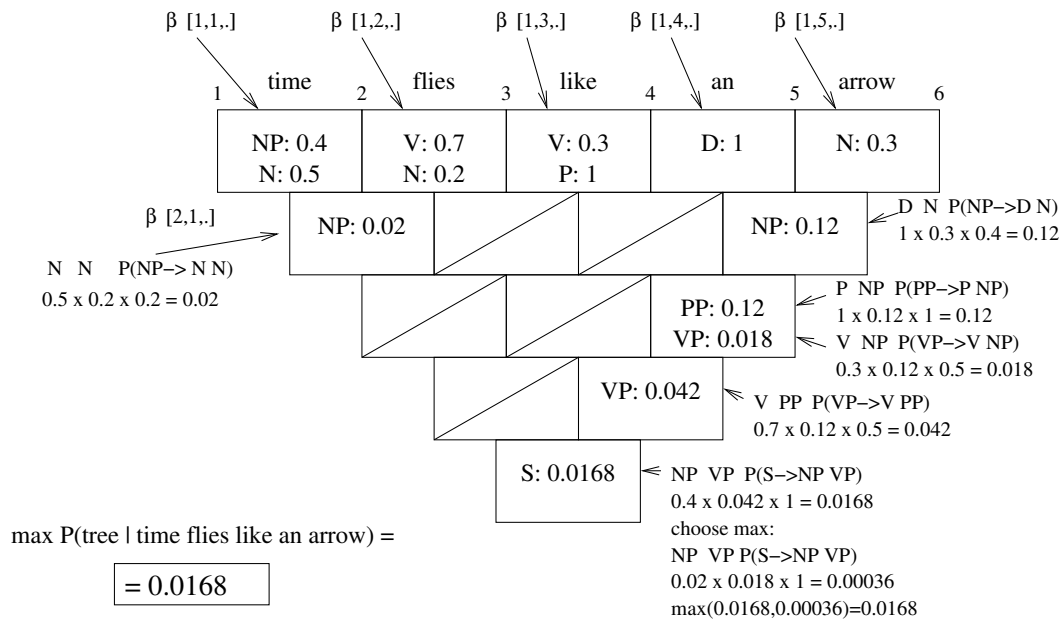 β [1,1,.] β [1,2,.] β [1,3,.] β [1,4,.] β [1,5,.]
time flies like an arrow
1 2 3 4 5 6
NP: 0.4 V: 0.7 V: 0.3 D: 1 N: 0.3
N: 0.5 N: 0.2 P: 1
β [2,1,.]
N N P(NP−> N N)
0.5 x 0.2 x 0.2 = 0.02
NP: 0.02
NP: 0.12
D N P(NP−>D N)
1 x 0.3 x 0.4 = 0.12
PP: 0.12
VP: 0.018
P NP P(PP−>P NP)
1 x 0.12 x 1 = 0.12
V NP P(VP−>V NP)
0.3 x 0.12 x 0.5 = 0.018
VP: 0.042
V PP P(VP−>V PP)
0.7 x 0.12 x 0.5 = 0.042
S: 0.0168
NP VP P(S−>NP VP)
0.4 x 0.042 x 1 = 0.0168
choose max:
NP VP P(S−>NP VP)
0.02 x 0.018 x 1 = 0.00036
max(0.0168,0.00036)=0.0168
max P(tree | time flies like an arrow) =
= 0.0168